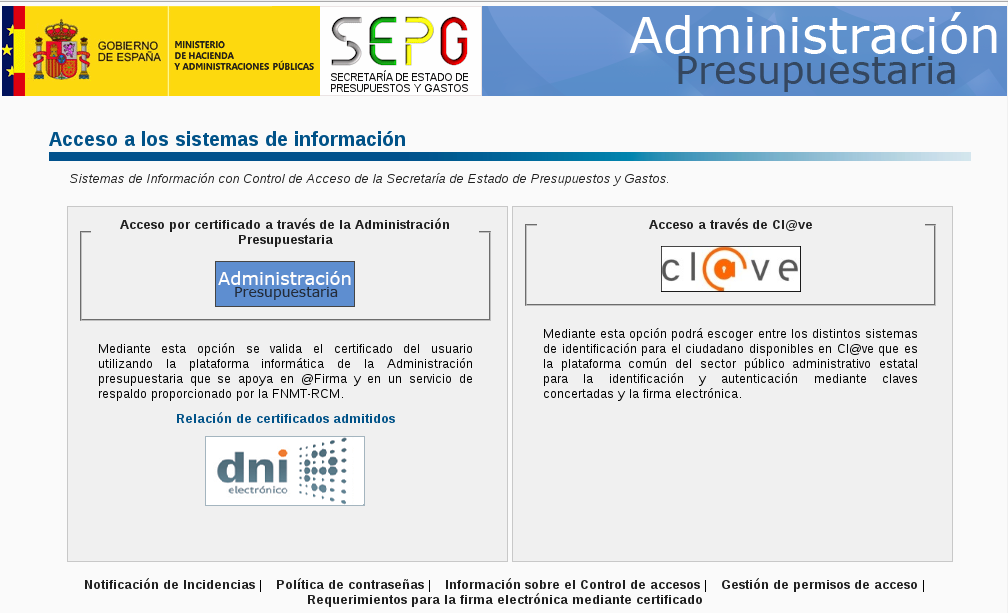 GOBIERNO
DE ESPAÑA
MINISTERIO
DE HACIENDA
Y ADMINISTRACIONES PÚBLICAS
SEPG
SECRETARÍA DE ESTADO DE
PRESUPUESTOS Y GASTOS
Administración
Presupuestaria
Acceso a los sistemas de información
Sistemas de Información con Control de Acceso de la Secretaría de Estado de Presupuestos y Gastos.
Acceso por certificado a través de la Administración
Presupuestaria
Administración
Presupuestaria
Mediante esta opción se valida el certificado del usuario
utilizando la plataforma informática de la Administración
presupuestaria que se apoya en @Firma y en un servicio de
respaldo proporcionado por la FNMT-RCM.
Relación de certificados admitidos
dni
electrónico
Acceso a través de Cl@ve
cl@ve
Mediante esta opción podrá escoger entre los distintos sistemas
de identificación para el ciudadano disponibles en Cl@ve que es
la plataforma común del sector público administrativo estatal
para la identificación y autenticación mediante claves
concertadas y la firma electrónica.
Notificación de Incidencias | Política de contraseñas | Información sobre el Control de accesos | Gestión de permisos de acceso |
Requerimientos para la firma electrónica mediante certificado